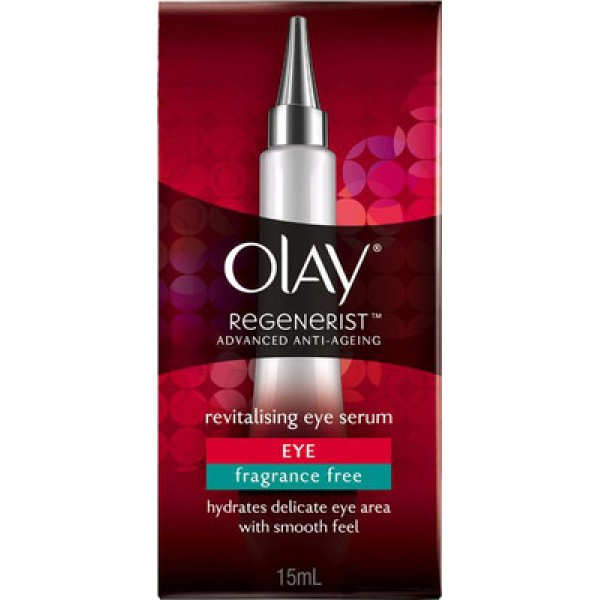 OLAY®
REGENERIST™
ADVANCED ANTI-AGEING
revitalising eye serum
EYE
fragrance free
hydrates delicate eye area
with smooth feel
15mL